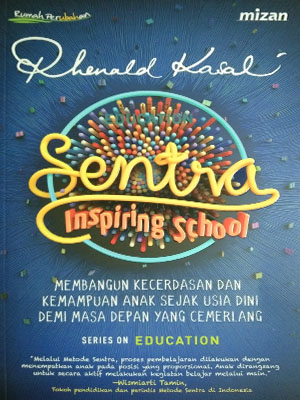 Rumah Perubahan
mizan
Rhenald Kasali
Sentra
Inspiring School
MEMBANGUN KECERDASAN DAN
KEMAMPUAN ANAK SEJAK USIA DINI
DEMI MASA DEPAN YANG CEMERLANG
SERIES ON EDUCATION
"Melalui Metode Sentra, proses pembelajaran dilakukan dengan
menempatkan anak pada posisi yang proporsional. Anak dirangsang
untuk secara aktif melakukan kegiatan belajar melalui main."
—Wismiarti Tamin,
Tokoh pendidikan dan perintis Metode Sentra di Indonesia